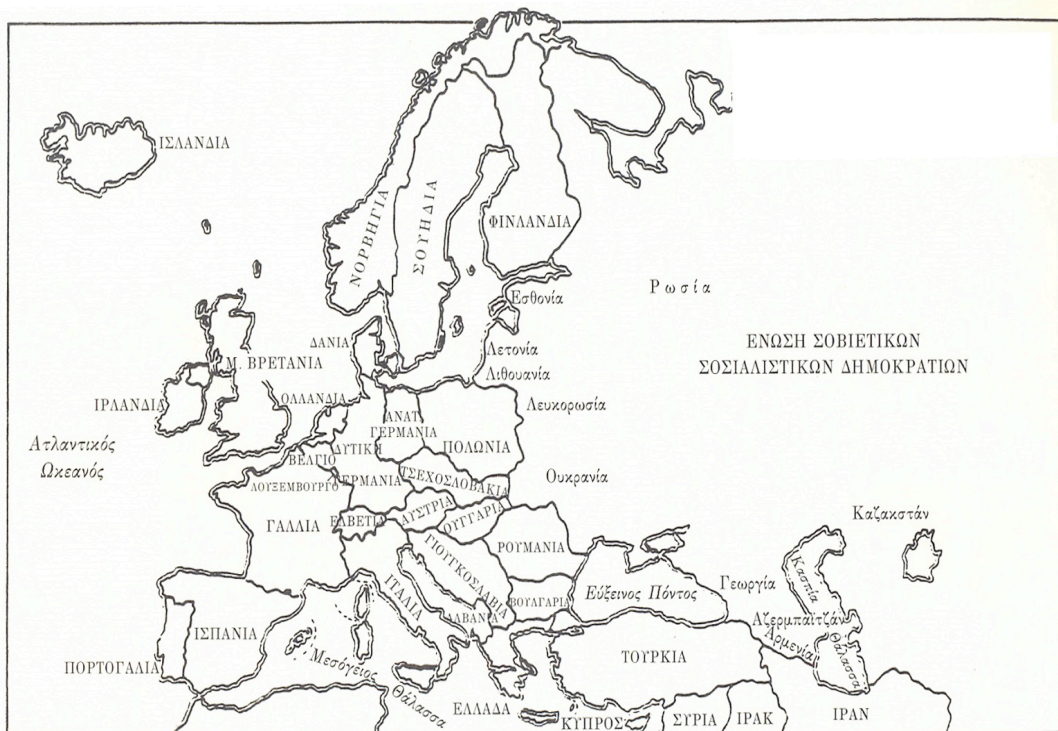 ΙΣΛΑΝΔΙΑ
ΝΟΡΒΗΓΙΑ
ΣΟΥΗΔΙΑ
ΦΙΝΛΑΝΔΙΑ
Ρωσία
Εσθονία
ΕΝΩΣΗ ΣΟΒΙΕΤΙΚΩΝ
ΣΟΣΙΑΛΙΣΤΙΚΩΝ ΔΗΜΟΚΡΑΤΙΩΝ
ΔΑΝΙΑ
Λετονία
Λιθουανία
Μ. ΒΡΕΤΑΝΙΑ
ΙΡΛΑΝΔΙΑ
ΟΛΛΑΝΔΙΑ
ΑΝΑΤ.
ΓΕΡΜΑΝΙΑ
Λευκορωσία
Ατλαντικός
Ωκεανός
ΒΕΛΓΙΟ
ΔΥΤΙΚΗ
ΓΕΡΜΑΝΙΑ
ΠΟΛΩΝΙΑ
ΛΟΥΞΕΜΒΟΥΡΓΟ
ΤΣΕΧΟΣΛΟΒΑΚΙΑ
Ουκρανία
ΓΑΛΛΙΑ
ΕΛΒΕΤΙΑ
ΑΥΣΤΡΙΑ
ΟΥΓΓΑΡΙΑ
Καζακστάν
ΓΙΟΥΓΚΟΣΛΑΒΙΑ
ΡΟΥΜΑΝΙΑ
ΙΤΑΛΙΑ
ΒΟΥΛΓΑΡΙΑ
Εύξεινος Πόντος
Γεωργία
Κασπία
Θάλασσα
ΑΛΒΑΝΙΑ
Αζερμπαϊτζάν
Αρμενία
ΙΣΠΑΝΙΑ
ΠΟΡΤΟΓΑΛΙΑ
Μεσόγειος
Θάλασσα
ΤΟΥΡΚΙΑ
ΕΛΛΑΔΑ
ΚΥΠΡΟΣ
ΣΥΡΙΑ
ΙΡΑΚ
ΙΡΑΝ